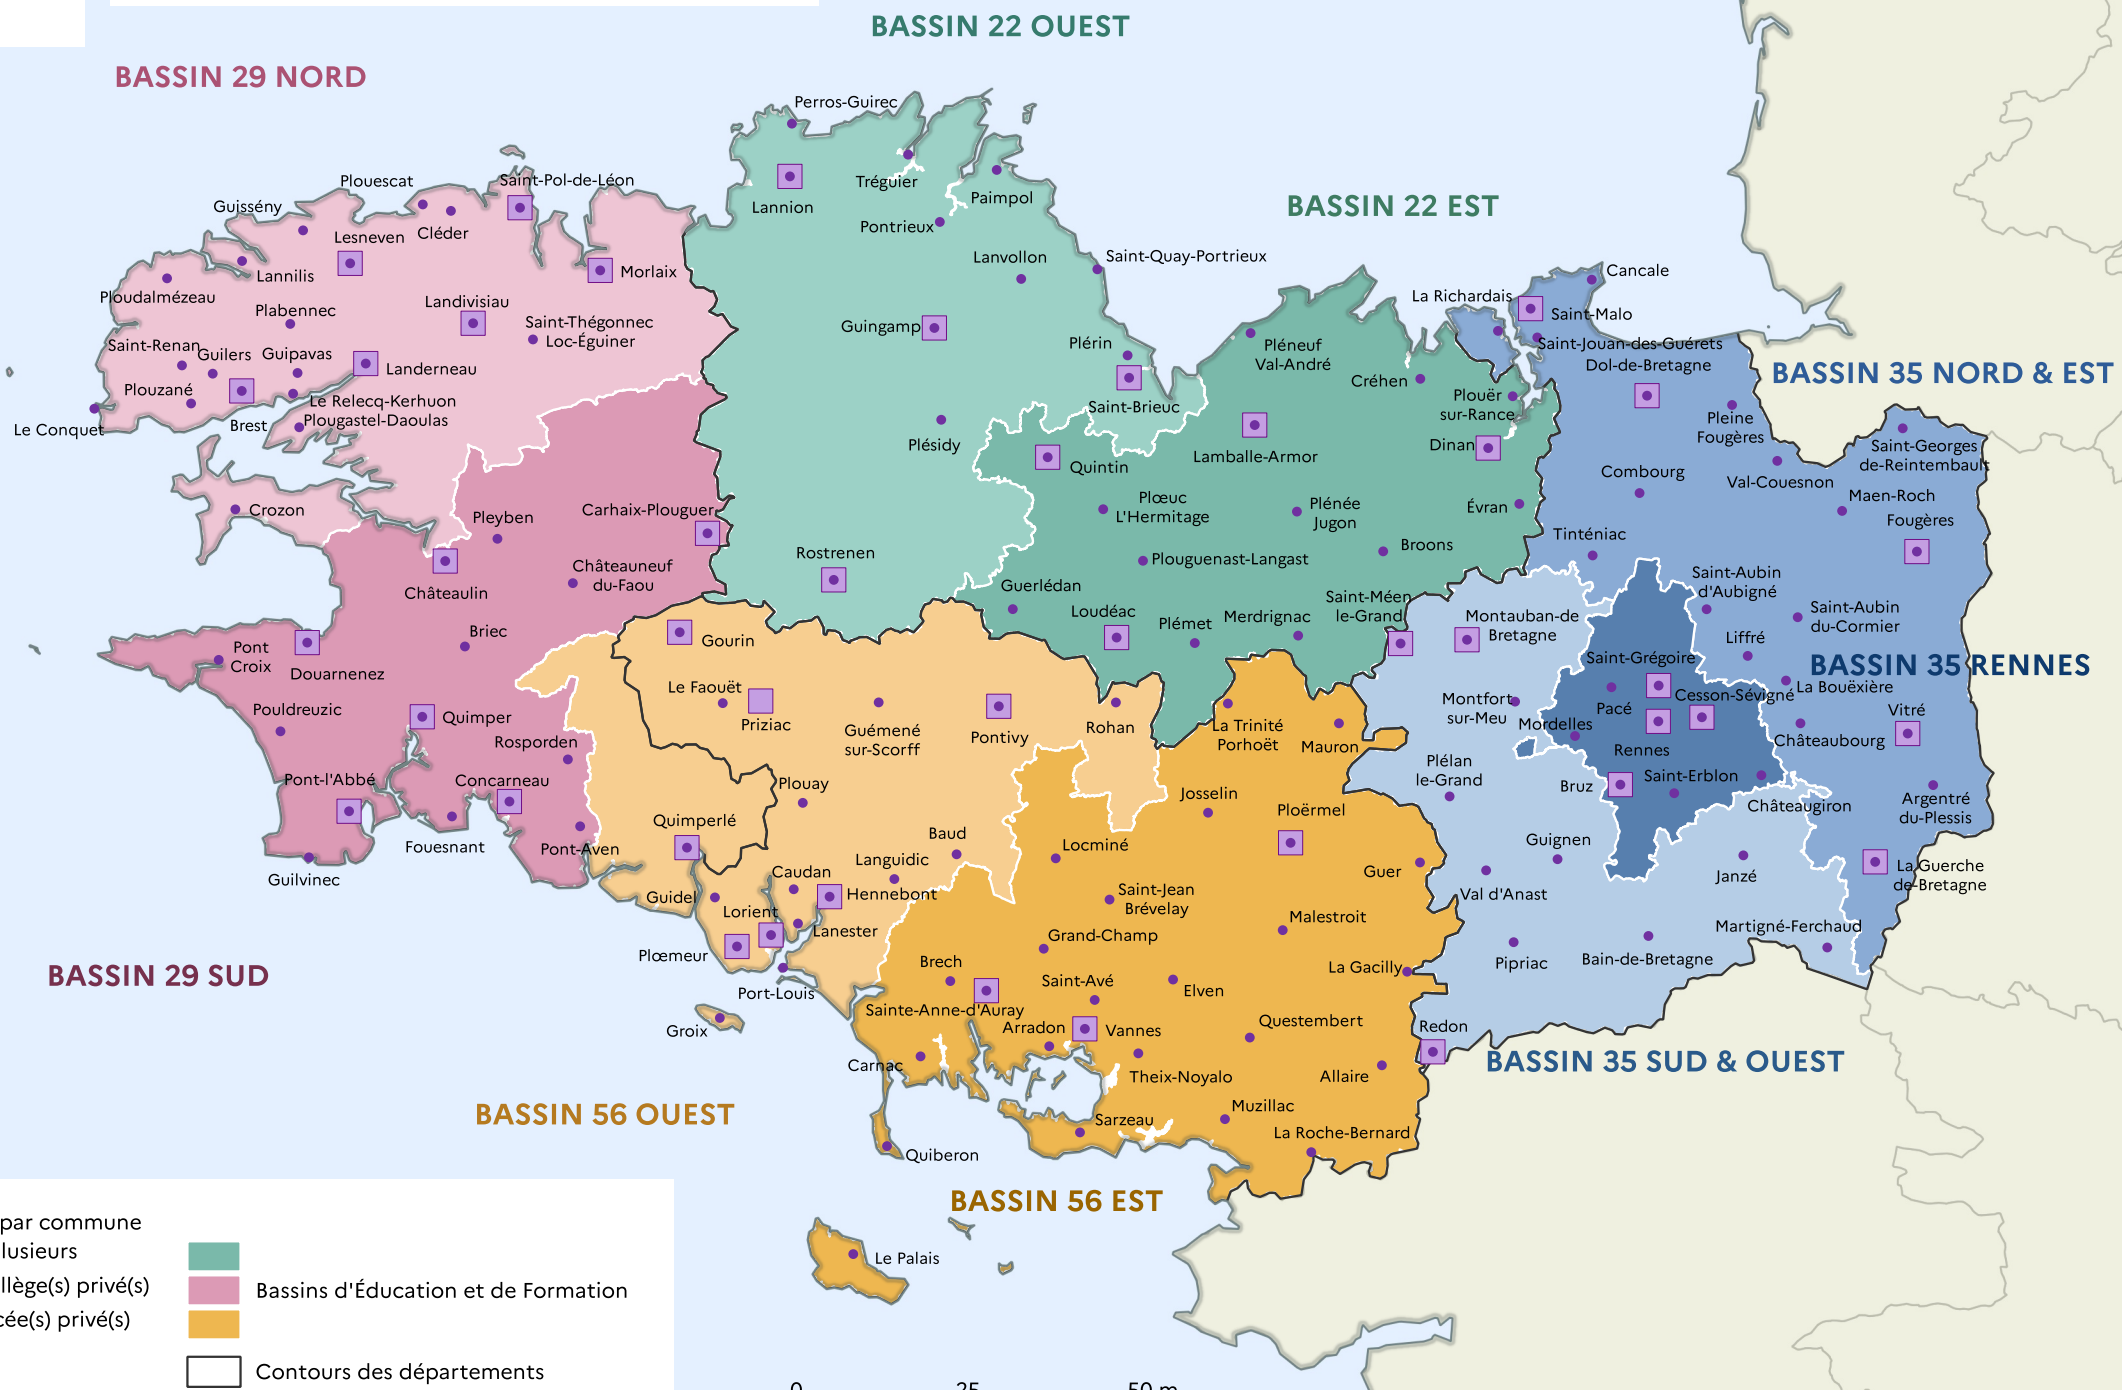 BASSIN 22 OUEST
BASSIN 29 NORD
Perros-Guirec
Plouescat
Saint-Pol-de-Léon
Tréguier
Guissény
Lannion
Paimpol
BASSIN 22 EST
Lesneven
Cléder
Pontrieux
Lannilis
Morlaix
Lanvollon
Saint-Quay-Portrieux
Cancale
Ploudalmézeau
Plabennec
Landivisiau
La Richardais
Saint-Malo
Saint-Thégonnec
Loc-Éguiner
Guingamp
Saint-Renan
Guilers
Guipavas
Plérin
Pléneuf
Val-André
Saint-Jouan-des-Guérets
Dol-de-Bretagne
BASSIN 35 NORD & EST
Landerneau
Plouzané
Créhen
Le Relecq-Kerhuon
Plougastel-Daoulas
Saint-Brieuc
Plouër
sur-Rance
Pleine
Fougères
Le Conquet
Brest
Plésidy
Dinan
Saint-Georges
de-Reintembault
Quintin
Lamballe-Armor
Combourg
Val-Couesnon
Crozon
Pleyben
Carhaix-Plouguer
Plœuc
L'Hermitage
Plénée
Jugon
Évran
Maen-Roch
Fougères
Tinténiac
Rostrenen
Plouguenast-Langast
Broons
Châteauneuf
du-Faou
Châteaulin
Guerlédan
Saint-Aubin
d'Aubigné
Saint-Méen
le-Grand
Loudéac
Plémet
Merdrignac
Montauban-de
Bretagne
Saint-Aubin
du-Cormier
Briec
Gourin
Liffré
Pont
Croix
Douarnenez
Saint-Grégoire
BASSIN 35 RENNES
Le Faouët
Priziac
Cesson-Sévigné
La Bouëxière
Pouldreuzic
Quimper
Guémené
sur-Scorff
Pontivy
Rohan
La Trinité
Porhoët
Mauron
Montfort
sur-Meu
Mordelles
Pacé
Vitré
Rosporden
Rennes
Châteaubourg
Pont-l'Abbé
Concarneau
Plouay
Plélan
le-Grand
Bruz
Saint-Erblon
Josselin
Ploërmel
Châteaugiron
Argentré
du-Plessis
Quimperlé
Fouesnant
Pont-Aven
Baud
Locminé
Guignen
Guilvinec
Languidic
Caudan
Guer
Janzé
La Guerche
de-Bretagne
Guidel
Hennebont
Saint-Jean
Brévelay
Val d'Anast
Lorient
Lanester
Malestroit
Martigné-Ferchaud
Plœmeur
Grand-Champ
Pipriac
Bain-de-Bretagne
BASSIN 29 SUD
Brech
Saint-Avé
La Gacilly
Port-Louis
Elven
Sainte-Anne-d'Auray
Groix
Arradon
Vannes
Questembert
Redon
Carnac
BASSIN 35 SUD & OUEST
Theix-Noyalo
Allaire
BASSIN 56 OUEST
Muzillac
Sarzeau
La Roche-Bernard
Quiberon
BASSIN 56 EST
Le Palais
par commune
lusieurs
llège(s) privé(s)
cée(s) privé(s)
Bassins d'Éducation et de Formation
Contours des départements
0 25 50 m